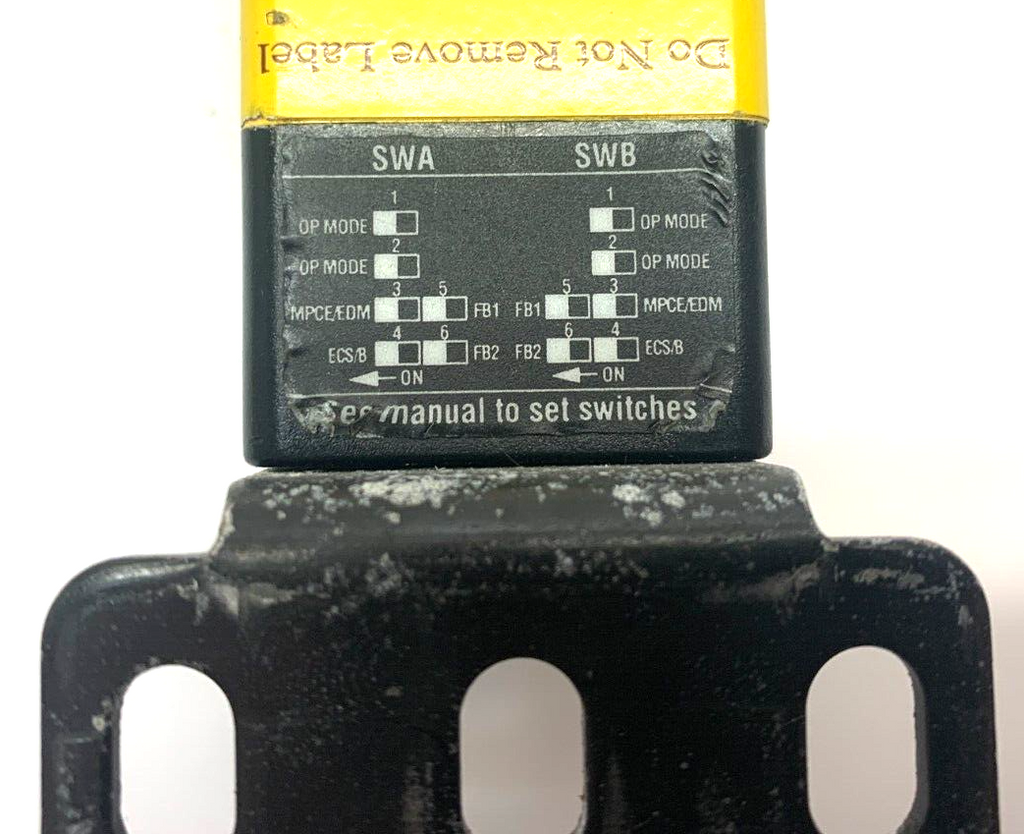 Do Not Remove Label
SWA SWB
1 1
OP MODE OP MODE
2 2
OP MODE OP MODE
3 5 5 3
MPCE/EDM FB1 FB1 MPCE/EDM
4 6 6 4
ECS/B FB2 FB2 ECS/B
ON ON
See manual to set switches